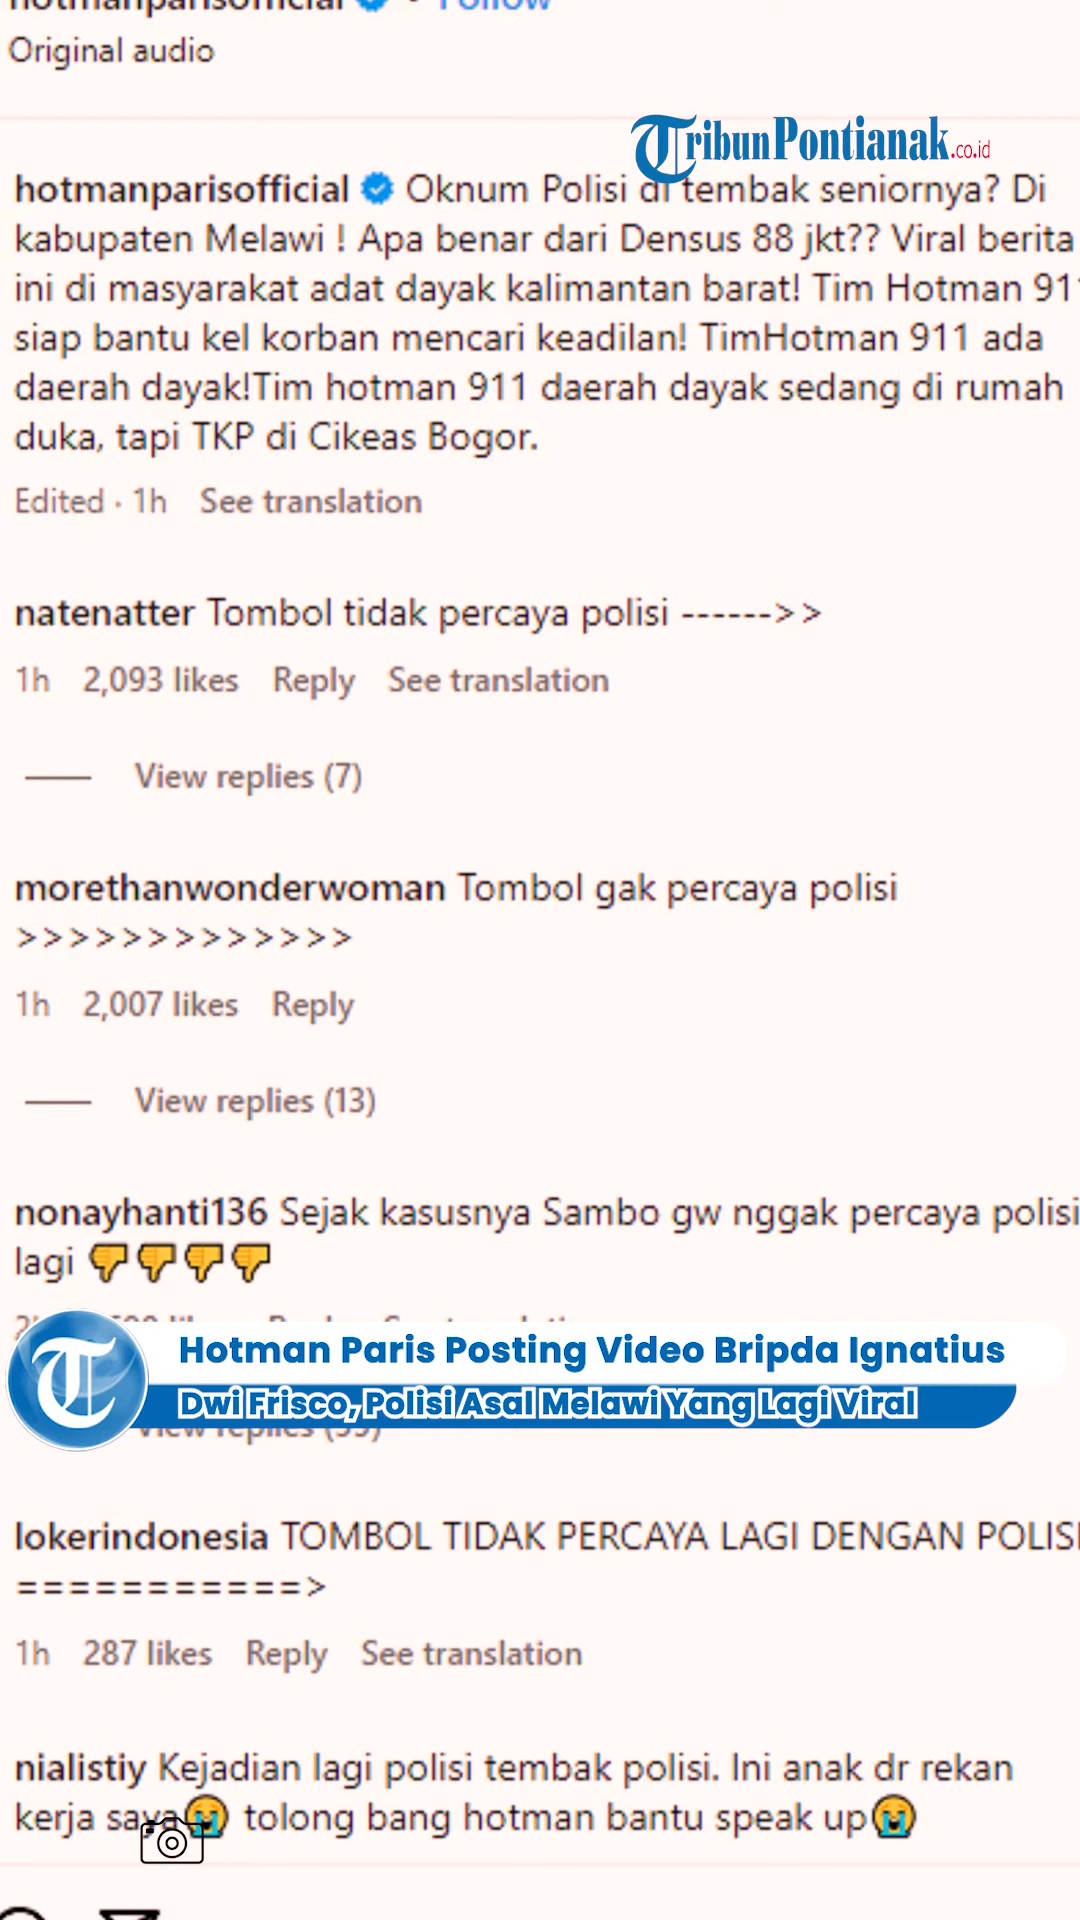 hotmanparisofficial · Follow
Original audio
TribunPontianak.co.id
hotmanparisofficial Oknum Polisi di tembak seniornya? Di
kabupaten Melawi ! Apa benar dari Densus 88 jkt?? Viral berita
ini di masyarakat adat dayak kalimantan barat! Tim Hotman 911
siap bantu kel korban mencari keadilan! TimHotman 911 ada
daerah dayak!Tim hotman 911 daerah dayak sedang di rumah
duka, tapi TKP di Cikeas Bogor.
Edited · 1h See translation
natenatter Tombol tidak percaya polisi ------>>
1h 2,093 likes Reply See translation
View replies (7)
morethanwonderwoman Tombol gak percaya polisi
>>>>>>>>>>>>>
1h 2,007 likes Reply
View replies (13)
nonayhanti136 Sejak kasusnya Sambo gw nggak percaya polisi
lagi 👎👎👎👎
Hotman Paris Posting Video Bripda Ignatius
Dwi Frisco, Polisi Asal Melawi Yang Lagi Viral
View replies
lokerindonesia TOMBOL TIDAK PERCAYA LAGI DENGAN POLISI
===========>
1h 287 likes Reply See translation
nialistiy Kejadian lagi polisi tembak polisi. Ini anak dr rekan
kerja saya😭 tolong bang hotman bantu speak up😭